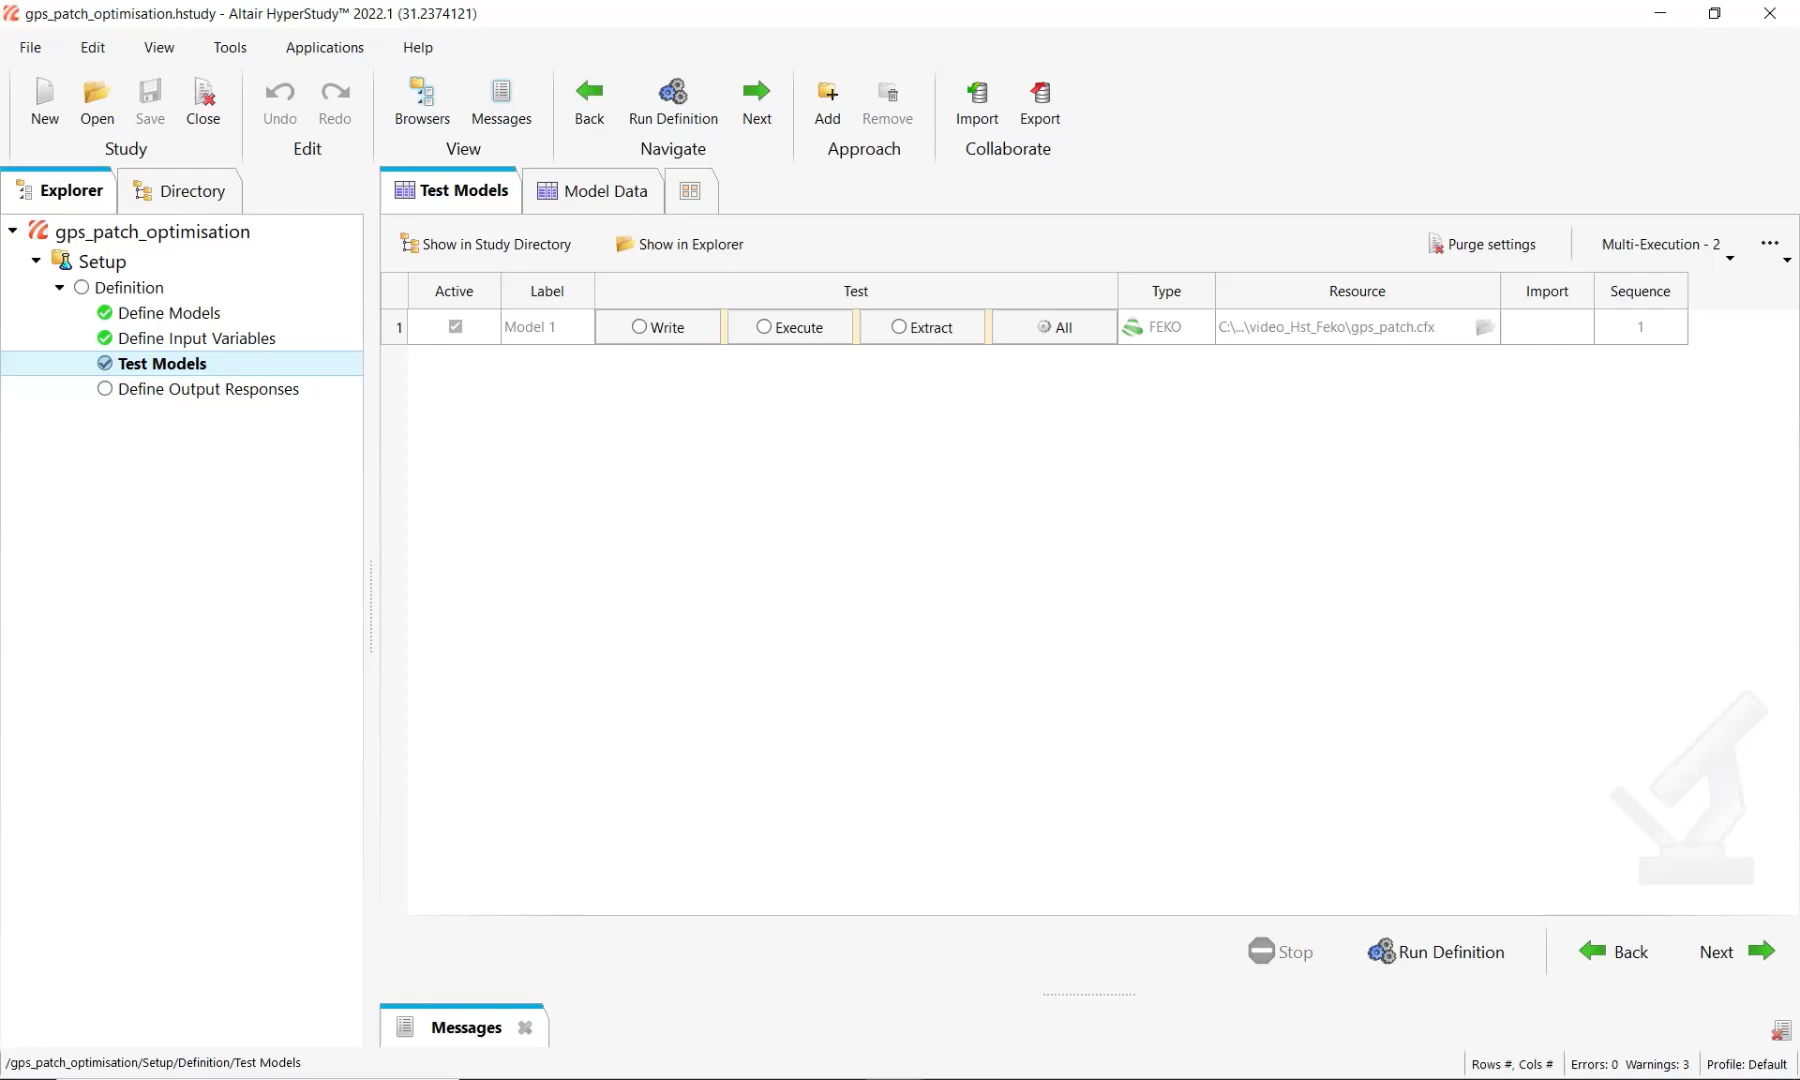 gps_patch_optimisation.hstudy - Altair HyperStudy™ 2022.1 (31.2374121)
File Edit View Tools Applications Help
New Open Save Close Undo Redo Browsers Messages Back Run Definition Next Add Remove Import Export
Study Edit View Navigate Approach Collaborate
Explorer Directory Test Models Model Data
gps_patch_optimisation
Setup
Definition
Define Models
Define Input Variables
Test Models
Define Output Responses
Show in Study Directory Show in Explorer Purge settings Multi-Execution - 2
Active Label Test Type Resource Import Sequence
1 Model 1 Write Execute Extract All FEKO C:\...\video_Hst_Feko\gps_patch.cfx 1
Stop Run Definition Back Next
Messages
/gps_patch_optimisation/Setup/Definition/Test Models Rows #, Cols # Errors: 0 Warnings: 3 Profile: Default